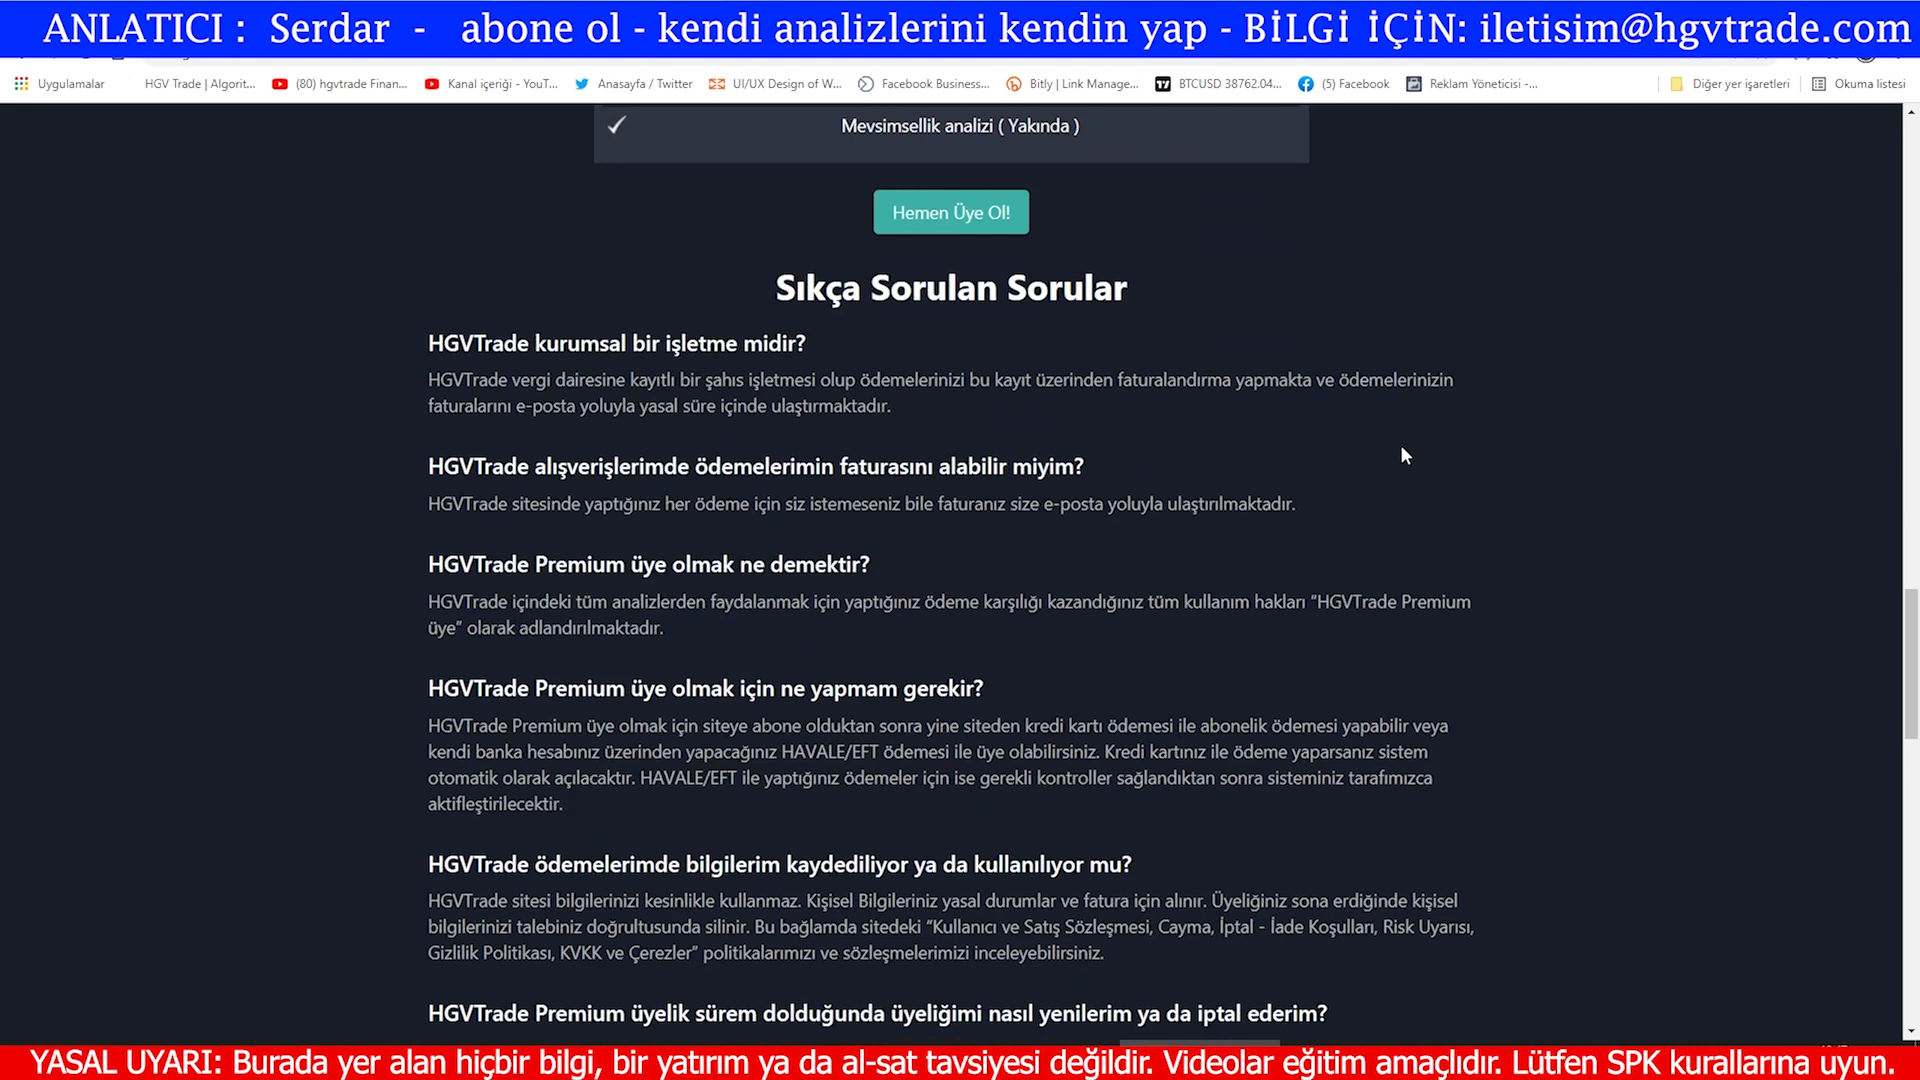 ANLATICI : Serdar - abone ol - kendi analizlerini kendin yap - BİLGİ İÇİN: iletisim@hgvtrade.com
Uygulamalar HGV Trade | Algorit... (80) hgvtrade Finan... Kanal içeriği - YouT... Anasayfa / Twitter UI/UX Design of W... Facebook Business... Bitly | Link Manage... BTCUSD 38762.04... (5) Facebook Reklam Yöneticisi -... Diğer yer işaretleri Okuma listesi
Mevsimsellik analizi ( Yakında )
Hemen Üye Ol!
Sıkça Sorulan Sorular
HGVTrade kurumsal bir işletme midir?
HGVTrade vergi dairesine kayıtlı bir şahıs işletmesi olup ödemelerinizi bu kayıt üzerinden faturalandırma yapmakta ve ödemelerinizin
faturalarını e-posta yoluyla yasal süre içinde ulaştırmaktadır.
HGVTrade alışverişlerimde ödemelerimin faturasını alabilir miyim?
HGVTrade sitesinde yaptığınız her ödeme için siz istemeseniz bile faturanız size e-posta yoluyla ulaştırılmaktadır.
HGVTrade Premium üye olmak ne demektir?
HGVTrade içindeki tüm analizlerden faydalanmak için yaptığınız ödeme karşılığı kazandığınız tüm kullanım hakları “HGVTrade Premium
üye” olarak adlandırılmaktadır.
HGVTrade Premium üye olmak için ne yapmam gerekir?
HGVTrade Premium üye olmak için siteye abone olduktan sonra yine siteden kredi kartı ödemesi ile abonelik ödemesi yapabilir veya
kendi banka hesabınız üzerinden yapacağınız HAVALE/EFT ödemesi ile üye olabilirsiniz. Kredi kartınız ile ödeme yaparsanız sistem
otomatik olarak açılacaktır. HAVALE/EFT ile yaptığınız ödemeler için ise gerekli kontroller sağlandıktan sonra sisteminiz tarafımızca
aktifleştirilecektir.
HGVTrade ödemelerimde bilgilerim kaydediliyor ya da kullanılıyor mu?
HGVTrade sitesi bilgilerinizi kesinlikle kullanmaz. Kişisel Bilgileriniz yasal durumlar ve fatura için alınır. Üyeliğiniz sona erdiğinde kişisel
bilgilerinizi talebiniz doğrultusunda silinir. Bu bağlamda sitedeki “Kullanıcı ve Satış Sözleşmesi, Cayma, İptal - İade Koşulları, Risk Uyarısı,
Gizlilik Politikası, KVKK ve Çerezler” politikalarımızı ve sözleşmelerimizi inceleyebilirsiniz.
HGVTrade Premium üyelik sürem dolduğunda üyeliğimi nasıl yenilerim ya da iptal ederim?
YASAL UYARI: Burada yer alan hiçbir bilgi, bir yatırım ya da al-sat tavsiyesi değildir. Videolar eğitim amaçlıdır. Lütfen SPK kurallarına uyun.